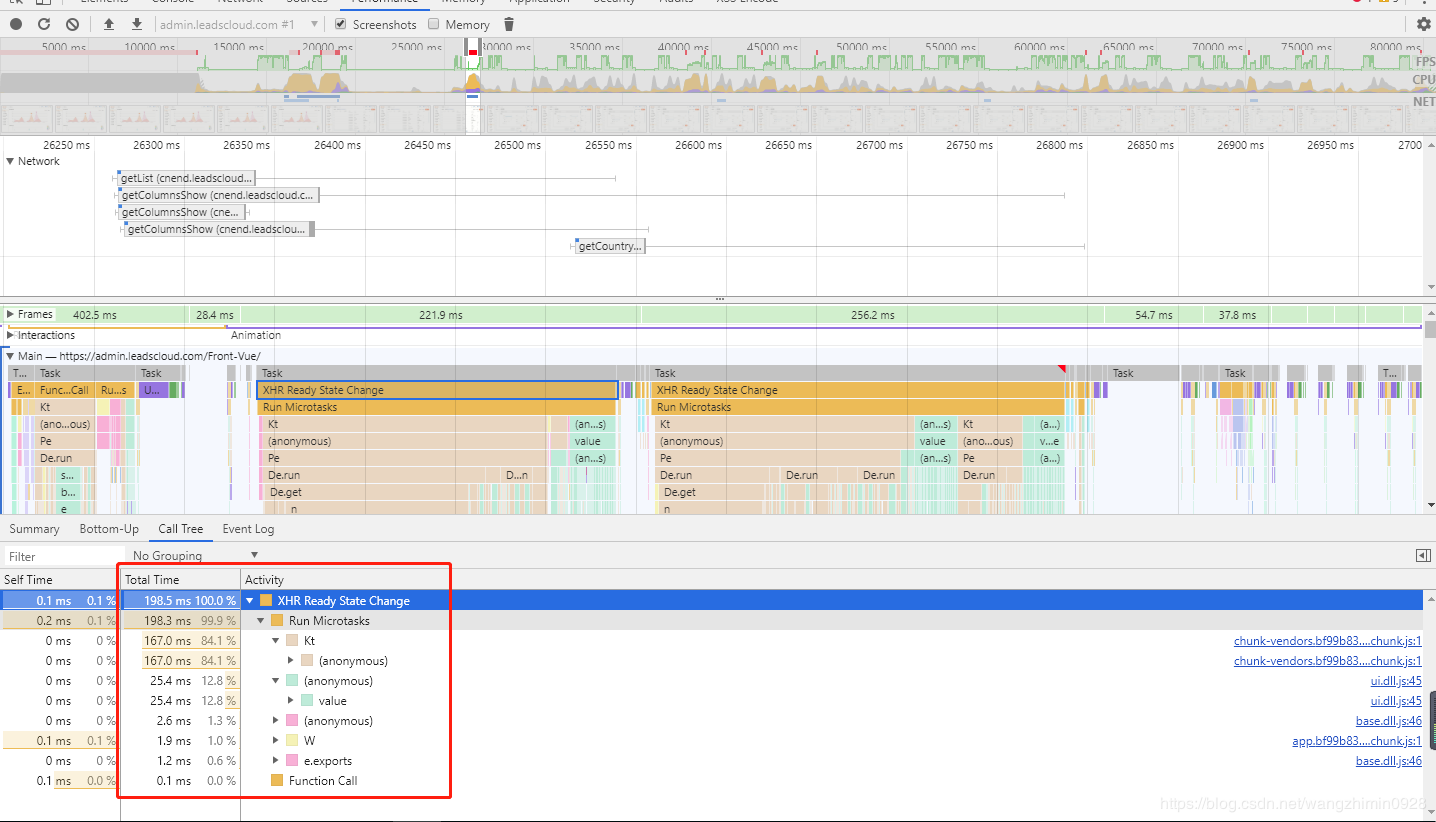 Elements Console Network Sources Performance Memory Application Security Audits XSS Encode
admin.leadscloud.com #1 Screenshots Memory
5000 ms 10000 ms 15000 ms 20000 ms 25000 ms 30000 ms 35000 ms 40000 ms 45000 ms 50000 ms 55000 ms 60000 ms 65000 ms 70000 ms 75000 ms 80000 ms
FPS
CPU
NET
26250 ms 26300 ms 26350 ms 26400 ms 26450 ms 26500 ms 26550 ms 26600 ms 26650 ms 26700 ms 26750 ms 26800 ms 26850 ms 26900 ms 26950 ms 2700
Network
getList (cnend.leadscloud...
getColumnsShow (cnend.leadscloud.c...
getColumnsShow (cne...
getColumnsShow (cnend.leadsclou...
getCountry...
Frames 402.5 ms 28.4 ms 221.9 ms 256.2 ms 54.7 ms 37.8 ms
Interactions Animation
Main — https://admin.leadscloud.com/Front-Vue/
T... Task Task Task Task Task Task T...
E... Func...Call Ru...s U... XHR Ready State Change XHR Ready State Change
Run Microtasks Run Microtasks
Kt Kt (an...s) Kt (an...s) Kt (a...)
(ano...ous) (anonymous) value (anonymous) value (ano...ous) v...e
Pe Pe (an...s) Pe (an...s) Pe (a...)
De.run De.run D...n De.run De.run De.run De.run
s... De.get De.get
b...
e n n
Summary Bottom-Up Call Tree Event Log
Filter No Grouping
Self Time Total Time Activity
0.1 ms 0.1 % 198.5 ms 100.0 % XHR Ready State Change
0.2 ms 0.1 % 198.3 ms 99.9 % Run Microtasks
0 ms 0 % 167.0 ms 84.1 % Kt chunk-vendors.bf99b83....chunk.js:1
0 ms 0 % 167.0 ms 84.1 % (anonymous) chunk-vendors.bf99b83....chunk.js:1
0 ms 0 % 25.4 ms 12.8 % (anonymous) ui.dll.js:45
0 ms 0 % 25.4 ms 12.8 % value ui.dll.js:45
0 ms 0 % 2.6 ms 1.3 % (anonymous) base.dll.js:46
0.1 ms 0.1 % 1.9 ms 1.0 % W app.bf99b83....chunk.js:1
0 ms 0 % 1.2 ms 0.6 % e.exports base.dll.js:46
0.1 ms 0.0 % 0.1 ms 0.0 % Function Call
https://blog.csdn.net/wangzhimin0928